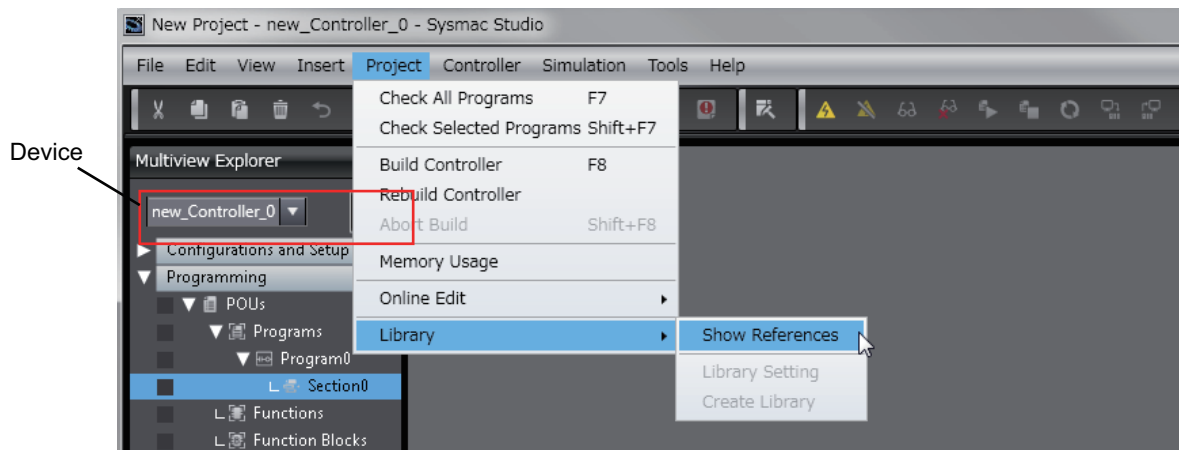 New Project - new_Controller_0 - Sysmac Studio
File Edit View Insert Project Controller Simulation Tools Help
Check All Programs F7
Check Selected Programs Shift+F7
Device
Multiview Explorer
Build Controller F8
Rebuild Controller
new_Controller_0
Abort Build Shift+F8
Configurations and Setup
Memory Usage
Programming
Online Edit
POUs
Programs
Library
Show References
Program0
Library Setting
Section0
Create Library
Functions
Function Blocks